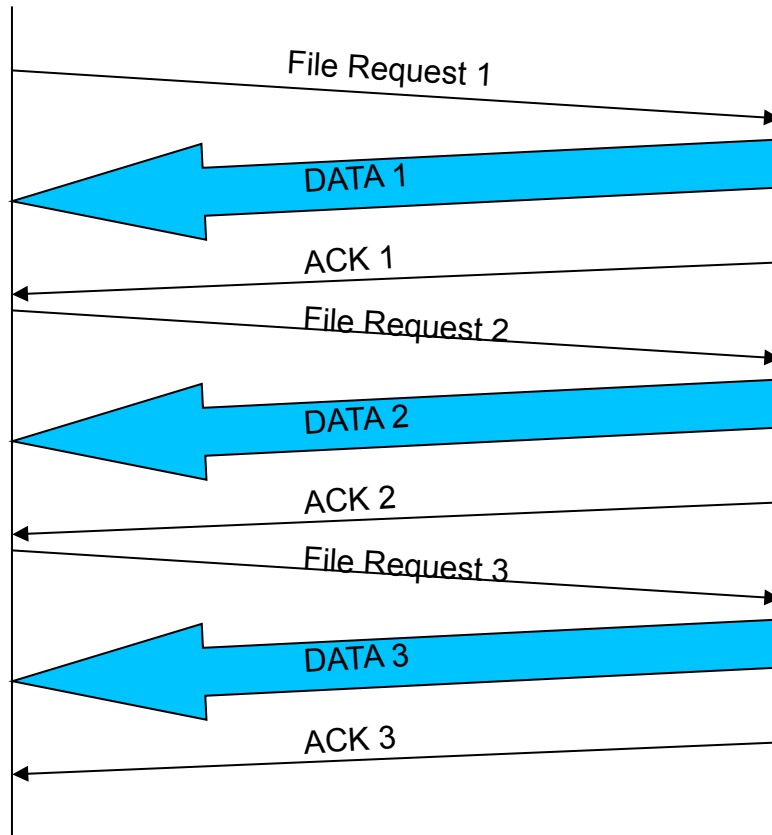 File Request 1
DATA 1
ACK 1
File Request 2
DATA 2
ACK 2
File Request 3
DATA 3
ACK 3